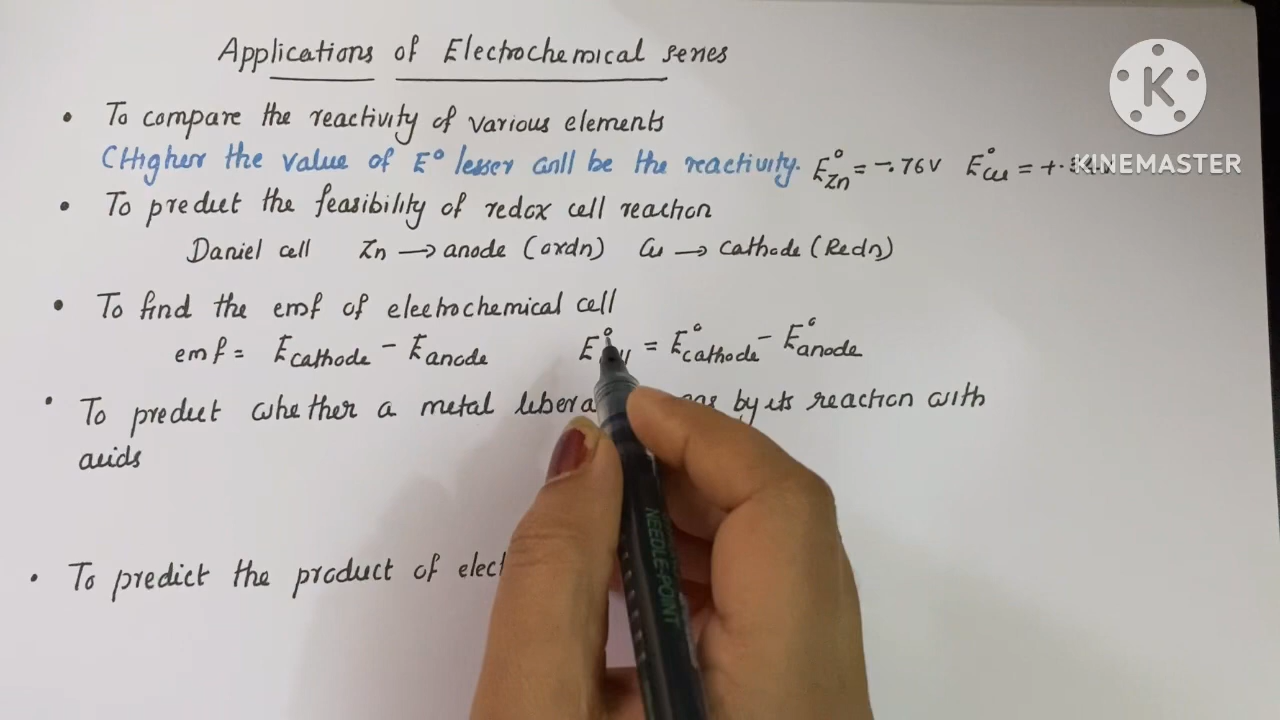 Applications of Electrochemical series
• To compare the reactivity of various elements
(Higher the value of E° lesser will be the reactivity. E°Zn = -.76V E°Cu = +.
• To predict the feasibility of redox cell reaction
Daniel cell Zn → anode (oxdn) Cu → cathode (Redn)
• To find the emf of electrochemical cell
emf = Ecathode - Eanode E° = E°cathode - E°anode
• To predict whether a metal by its reaction with
acids
• To predict the product of
K
KINEMASTER
NEEDLE-POINT